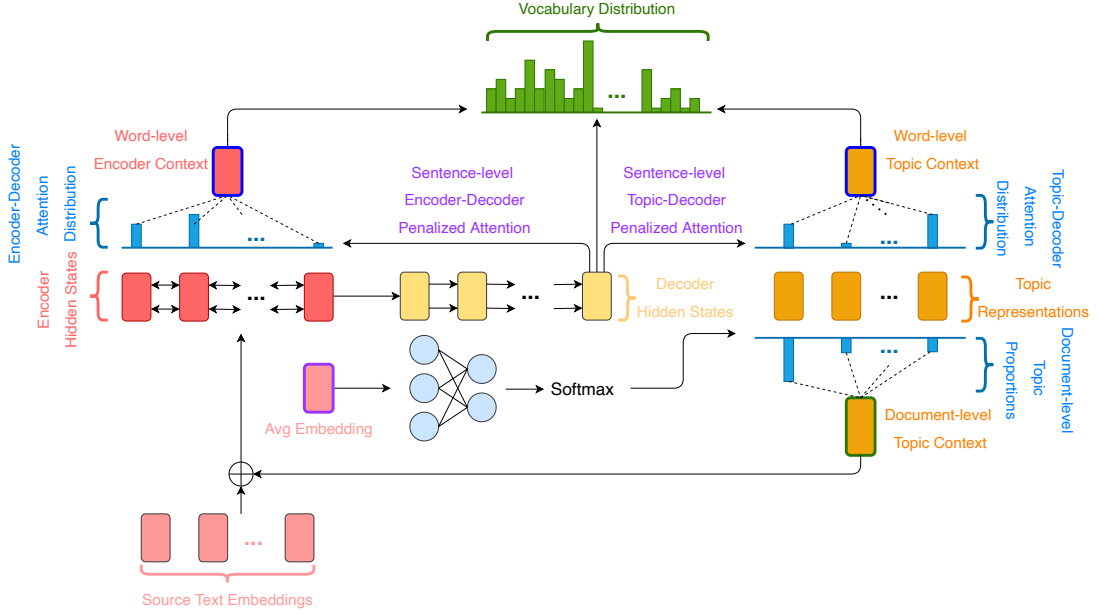 Vocabulary Distribution
Word-level
Encoder Context
Word-level
Topic Context
Encoder-Decoder
Attention
Distribution
Sentence-level
Encoder-Decoder
Penalized Attention
Sentence-level
Topic-Decoder
Penalized Attention
Topic-Decoder
Attention
Distribution
Encoder
Hidden States
Decoder
Hidden States
Topic
Representations
Avg Embedding
Softmax
Document-level
Topic
Proportions
Document-level
Topic Context
Source Text Embeddings